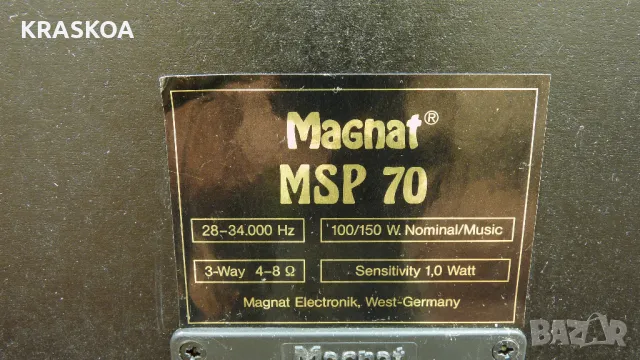 KRASKOA
Magnat®
MSP 70
28-34.000 Hz
100/150 W. Nominal/Music
3-Way 4-8 Ω
Sensitivity 1,0 Watt
Magnat Electronik, West-Germany
Magnat
BAZAR